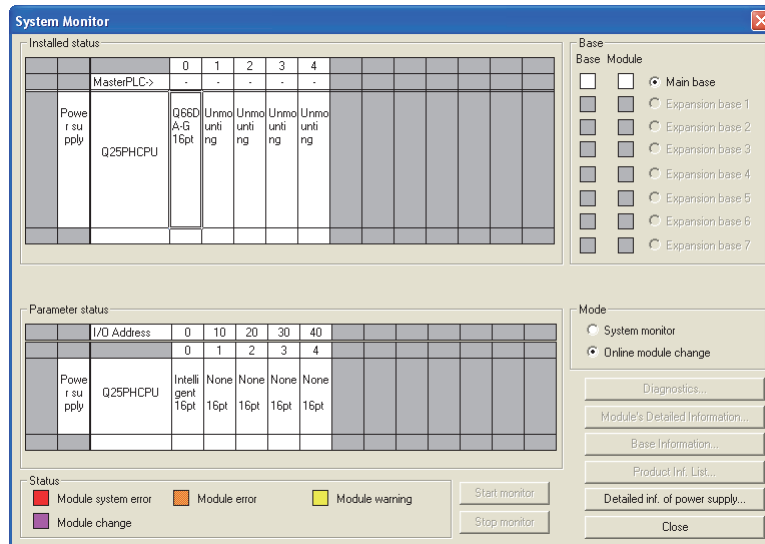 System Monitor
Installed status
0 1 2 3 4
MasterPLC-> - - - - -
Powe
r su
pply
Q25PHCPU
Q66D
A-G
16pt
Unmo
unti
ng
Unmo
unti
ng
Unmo
unti
ng
Unmo
unti
ng
Base
Base Module
Main base
Expansion base 1
Expansion base 2
Expansion base 3
Expansion base 4
Expansion base 5
Expansion base 6
Expansion base 7
Parameter status
I/O Address 0 10 20 30 40
0 1 2 3 4
Powe
r su
pply
Q25PHCPU
Intelli
gent
16pt
None
16pt
None
16pt
None
16pt
None
16pt
Mode
System monitor
Online module change
Diagnostics...
Module's Detailed Information...
Base Information...
Product Inf. List...
Detailed inf. of power supply...
Close
Status
Module system error
Module error
Module warning
Module change
Start monitor
Stop monitor